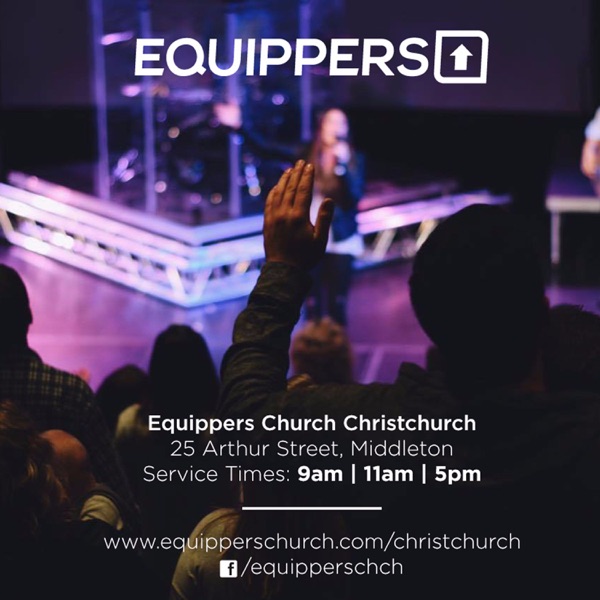 EQUIPPERS
Equippers Church Christchurch
25 Arthur Street, Middleton
Service Times: 9am | 11am | 5pm
www.equipperschurch.com/christchurch
f/equipperschch